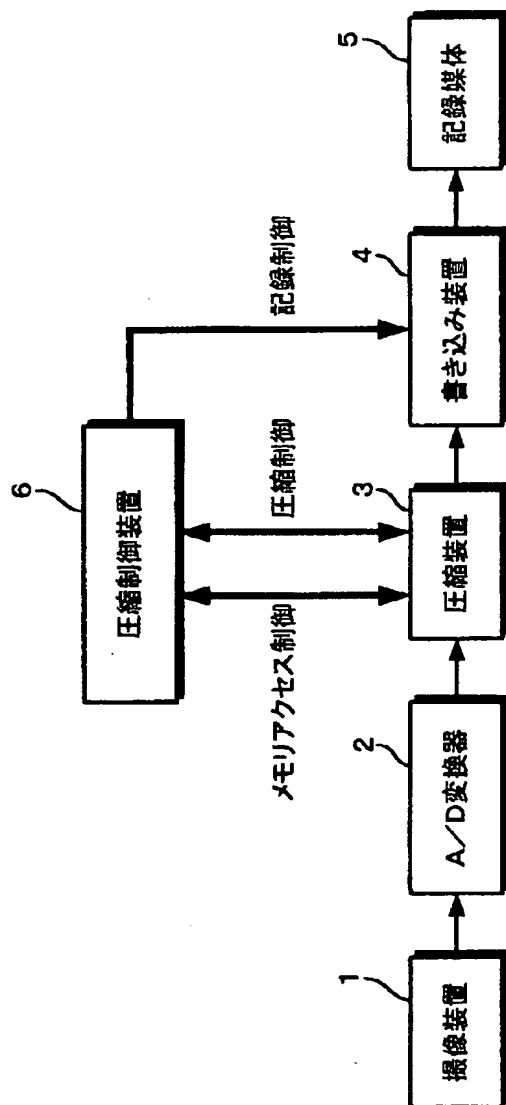 6
圧縮制御装置
メモリアクセス制御
圧縮制御
記録制御
1
撮像装置
2
A/D変換器
3
圧縮装置
4
書き込み装置
5
記録媒体